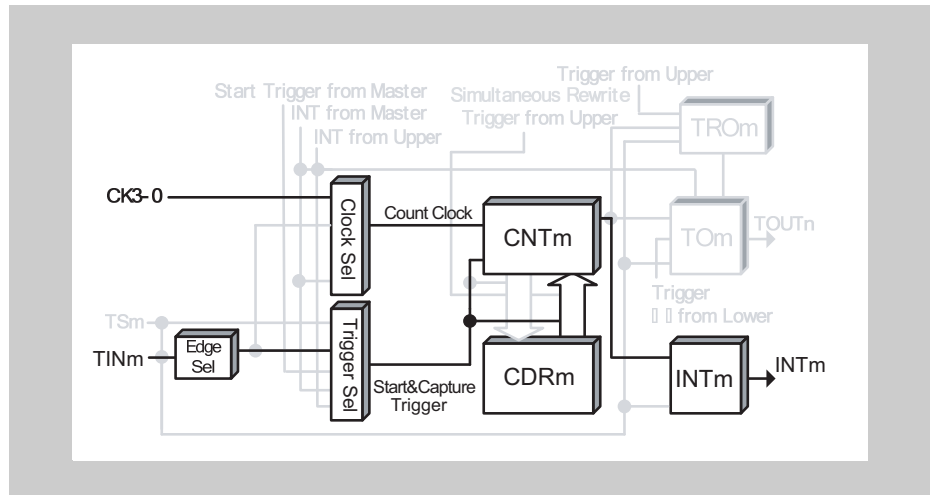 Trigger from Upper
Start Trigger from Master
Simultaneous Rewrite
INT from Master
Trigger from Upper
TROm
INT from Upper
CK3-0
Clock Sel
Count Clock
CNTm
TOm
TOUTn
Trigger
from Lower
TSm
TINm
Edge
Sel
Trigger Sel
Start&Capture
Trigger
CDRm
INTm
INTm